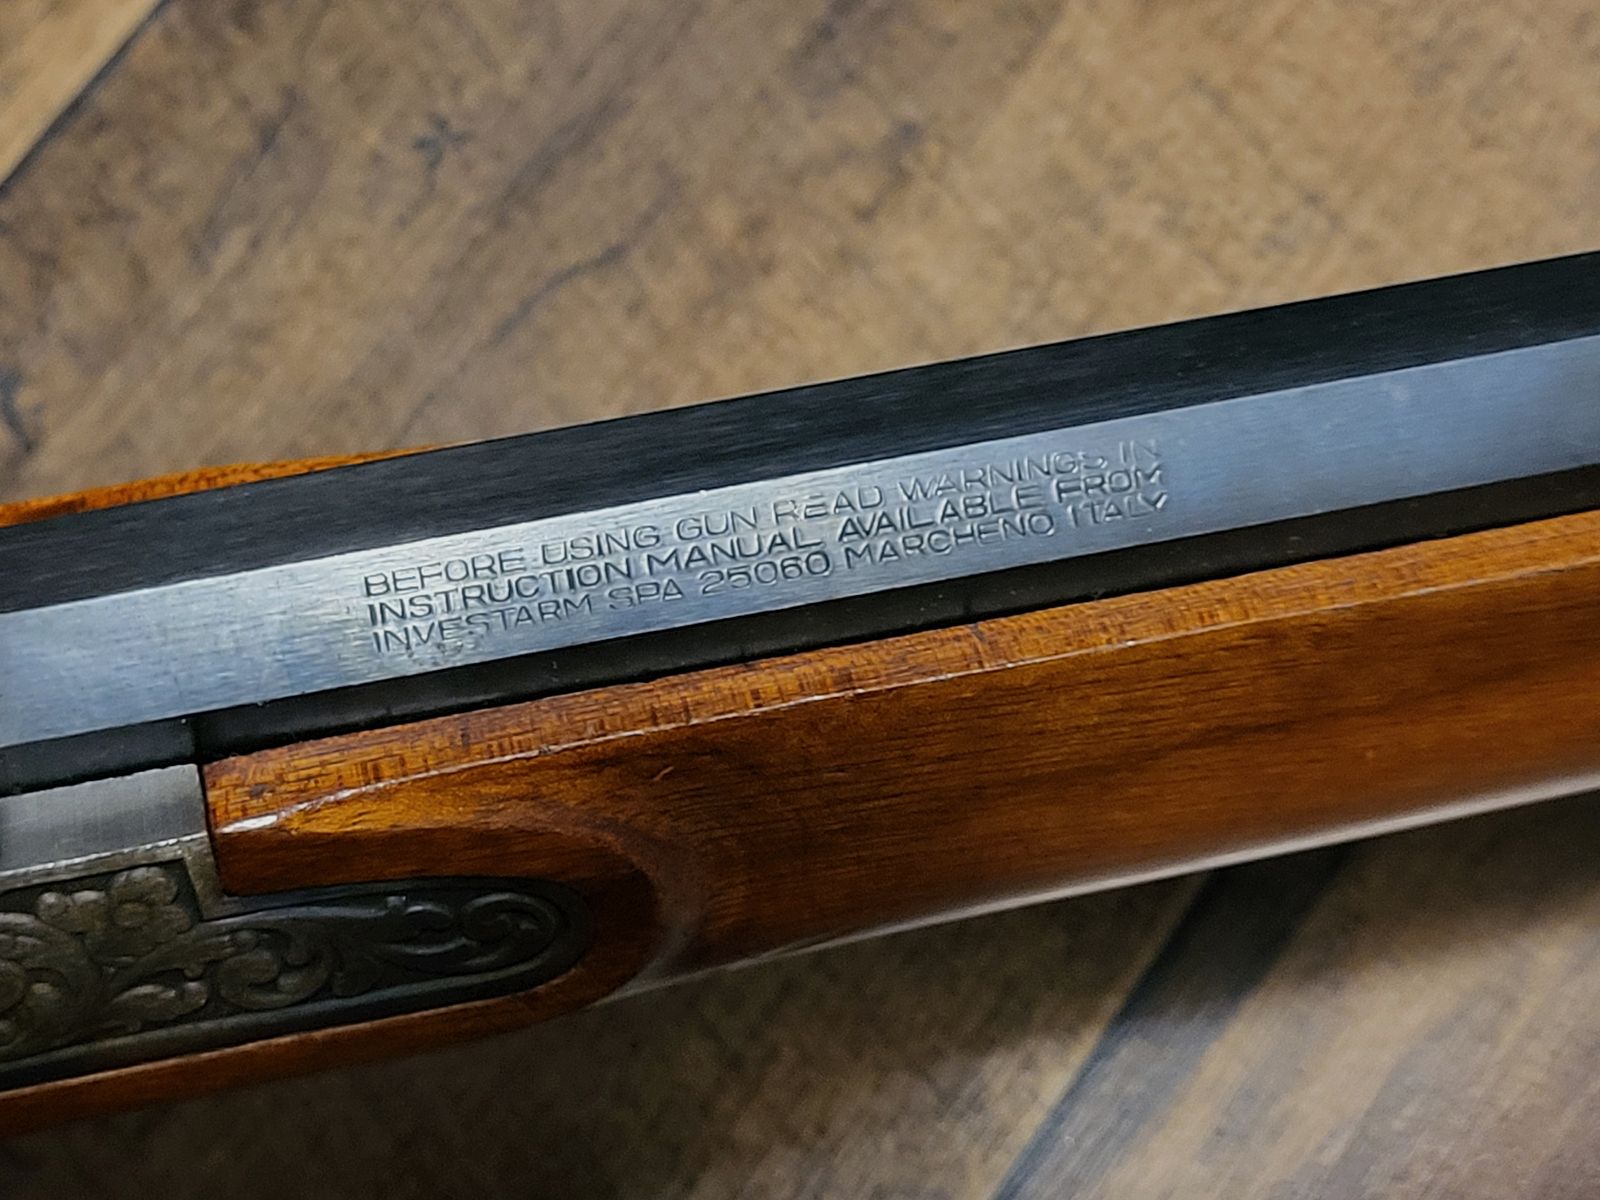 BEFORE USING GUN READ WARNINGS IN
INSTRUCTION MANUAL AVAILABLE FROM
INVESTARM SPA 25060 MARCHENO ITALY